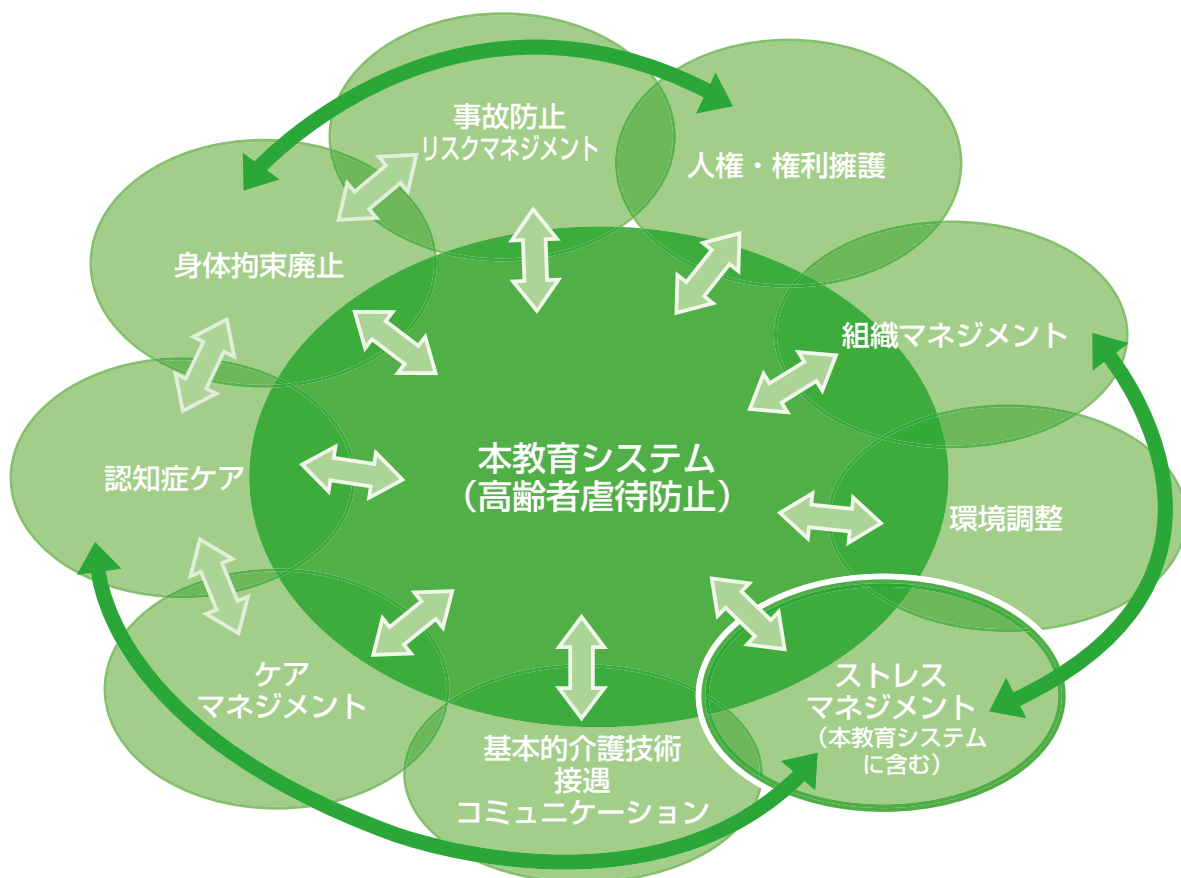 事故防止
リスクマネジメント
人権・権利擁護
身体拘束廃止
組織マネジメント
本教育システム
（高齢者虐待防止）
認知症ケア
環境調整
ケア
マネジメント
ストレス
マネジメント
（本教育システム
に含む）
基本的介護技術
接遇
コミュニケーション